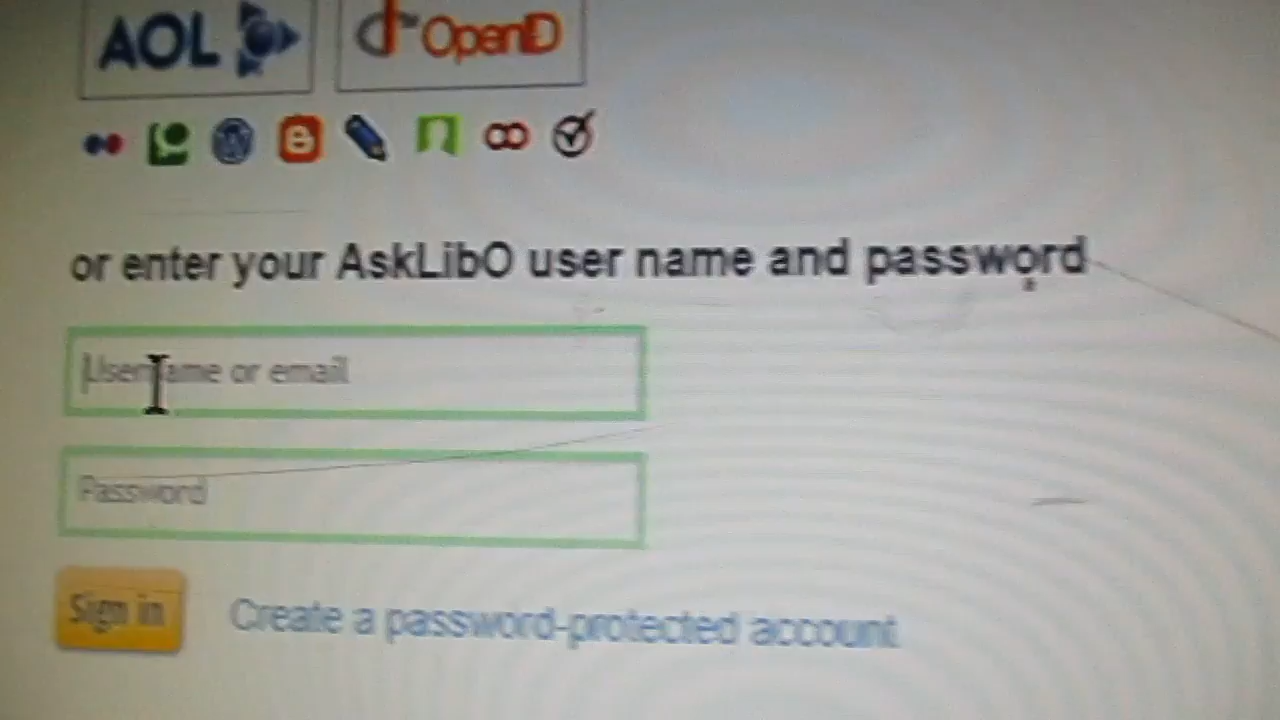 AOL OpenID
or enter your AskLibO user name and password
Username or email
Password
Sign in Create a password-protected account